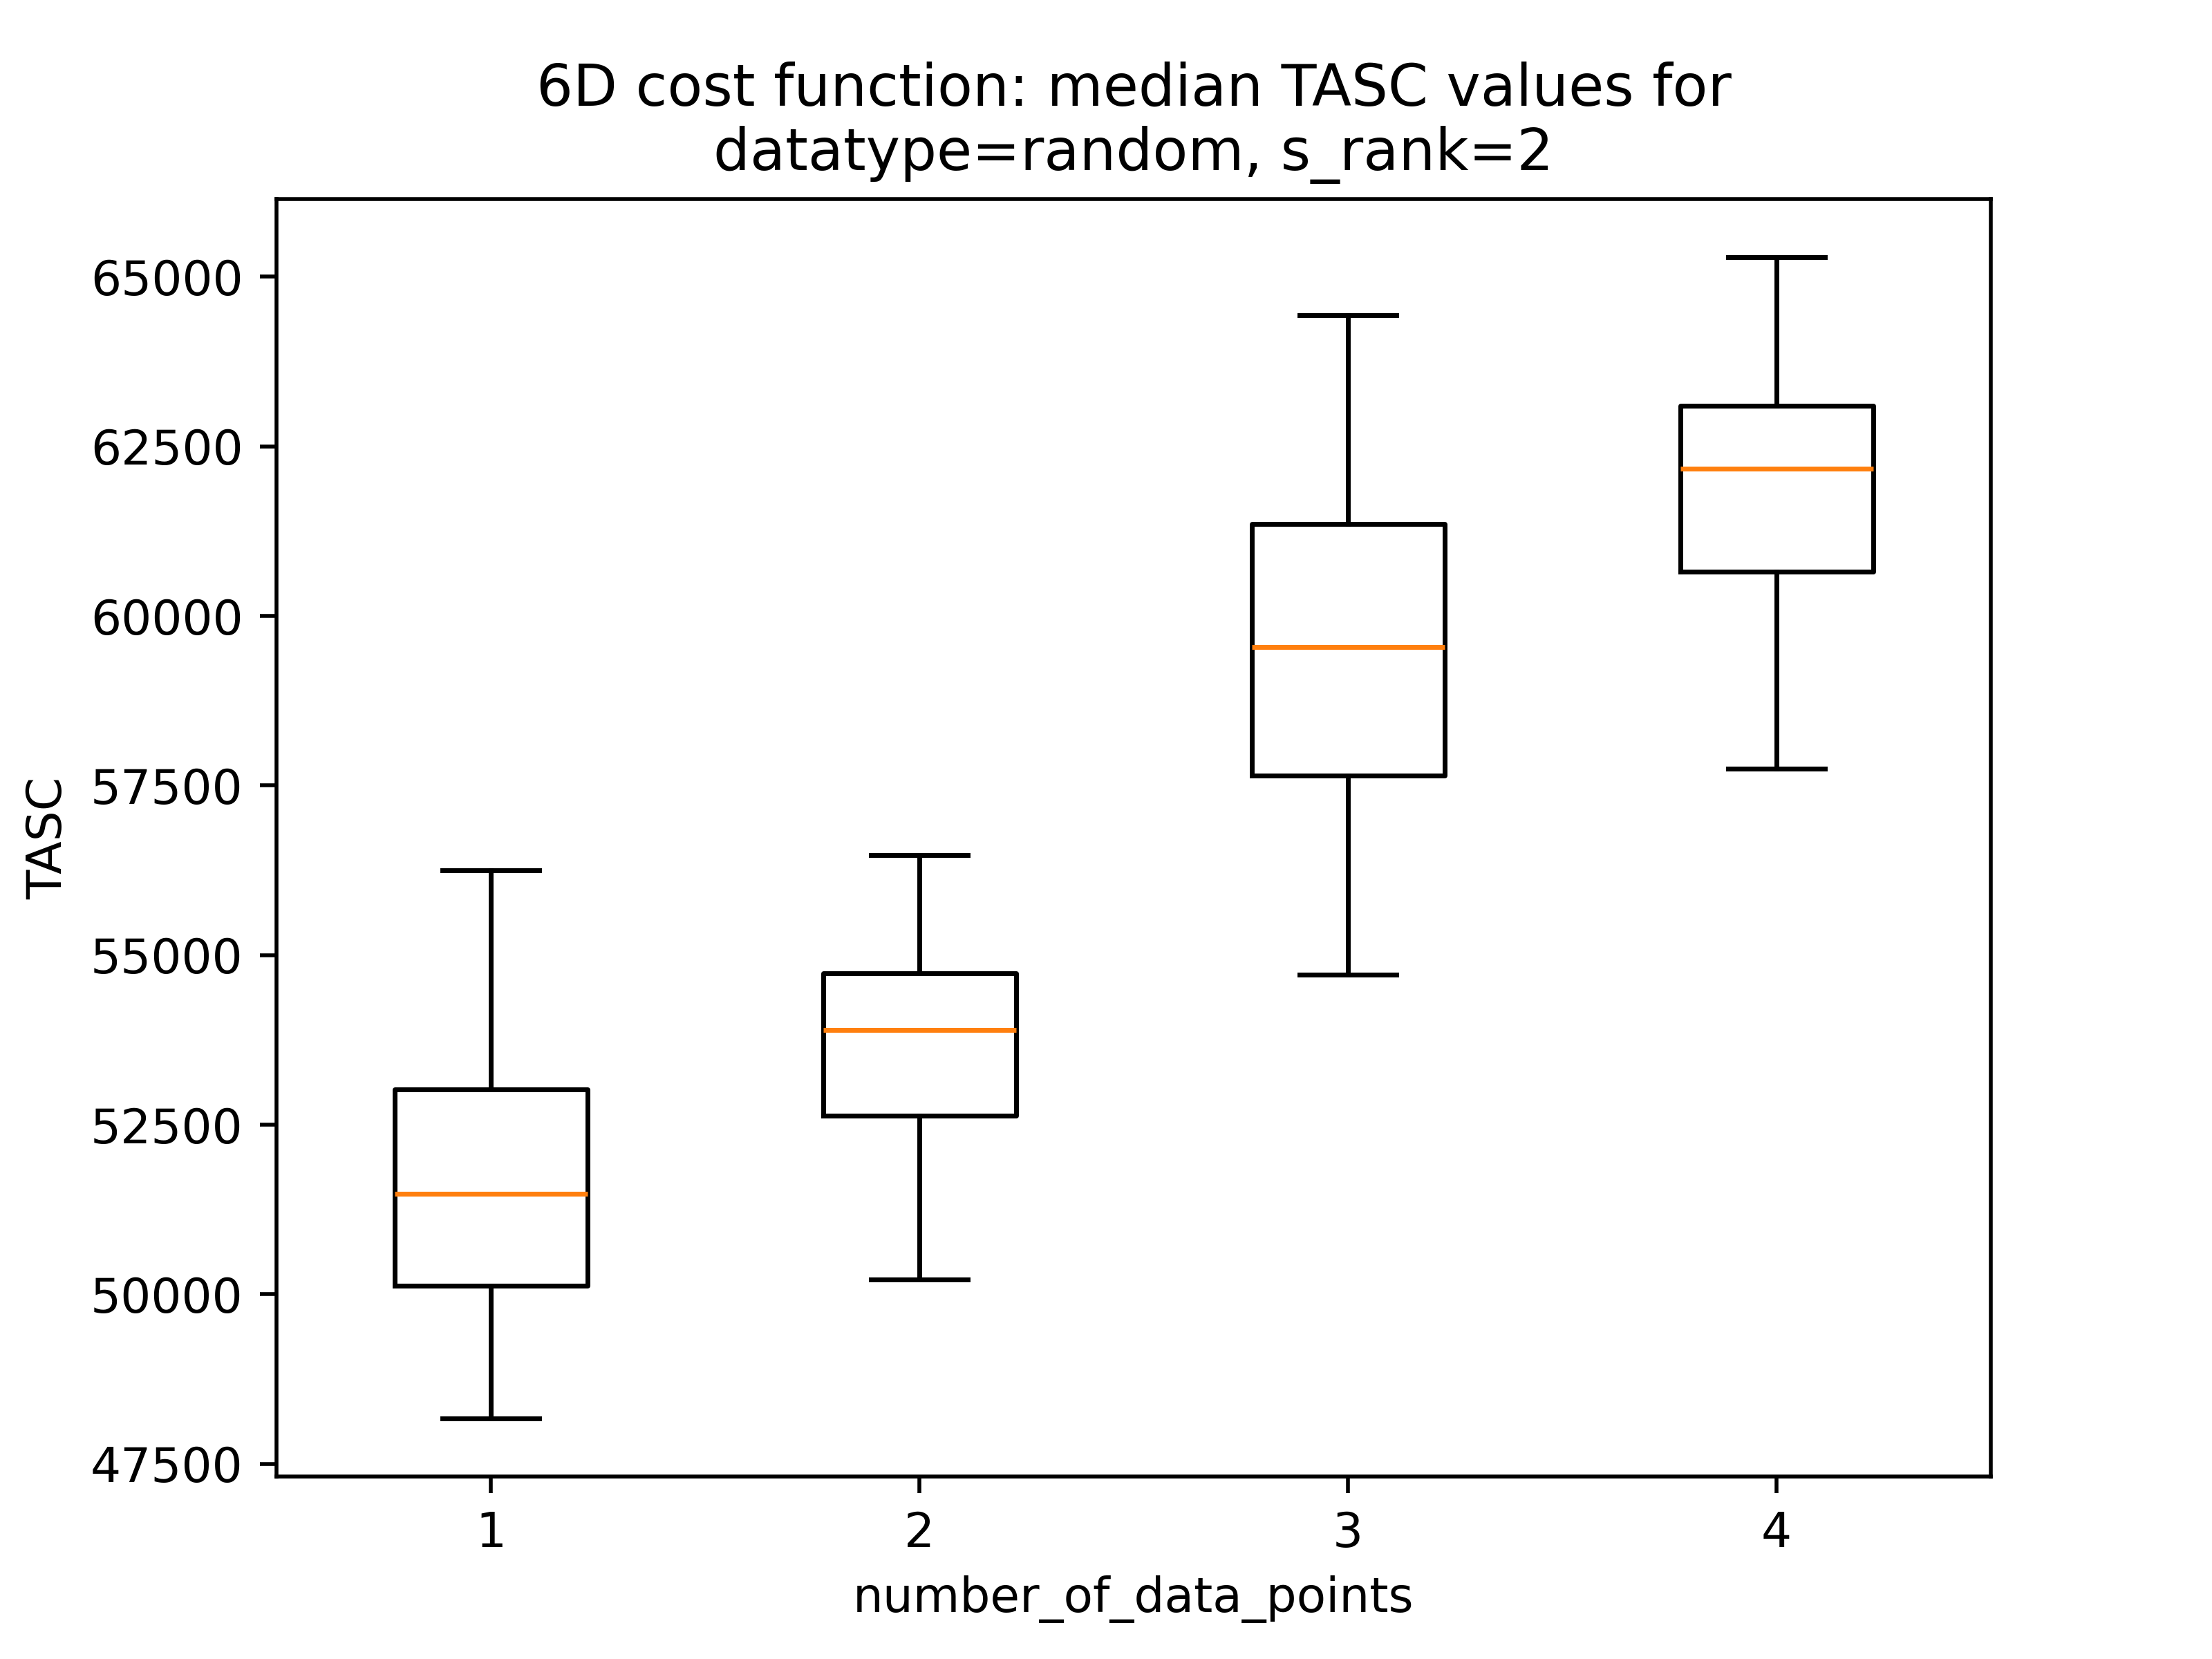 6D cost function: median TASC values for
datatype=random, s_rank=2
TASC
65000
62500
60000
57500
55000
52500
50000
47500
1 2 3 4
number_of_data_points